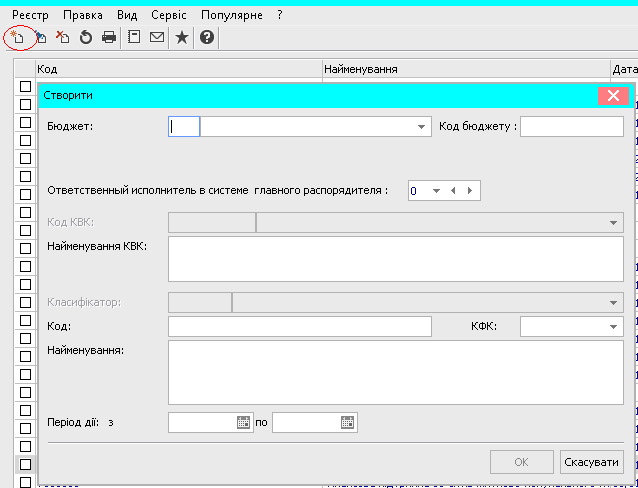 Реєстр Правка Вид Сервіс Популярне ?
Код Найменування Дата
Створити
Бюджет: Код бюджету :
Ответственный исполнитель в системе главного распорядителя : 0
Код КВК:
Найменування КВК:
Класифікатор:
Код: КФК:
Найменування:
Період дії: з по
OK Скасувати